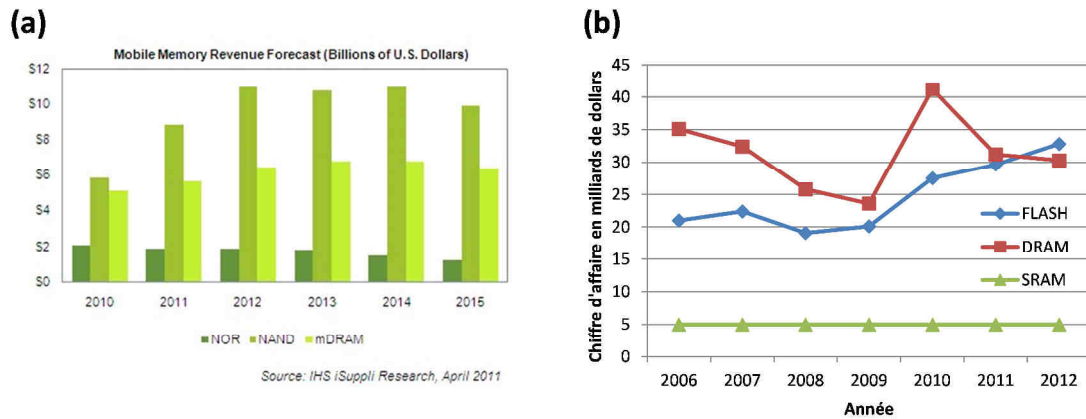 (a)
Mobile Memory Revenue Forecast (Billions of U.S. Dollars)
$12
$10
$8
$6
$4
$2
$0
2010 2011 2012 2013 2014 2015
NOR NAND mDRAM
Source: IHS iSuppli Research, April 2011
(b)
Chiffre d'affaire en milliards de dollars
45
40
35
30
25
20
15
10
5
0
FLASH
DRAM
SRAM
2006 2007 2008 2009 2010 2011 2012
Année